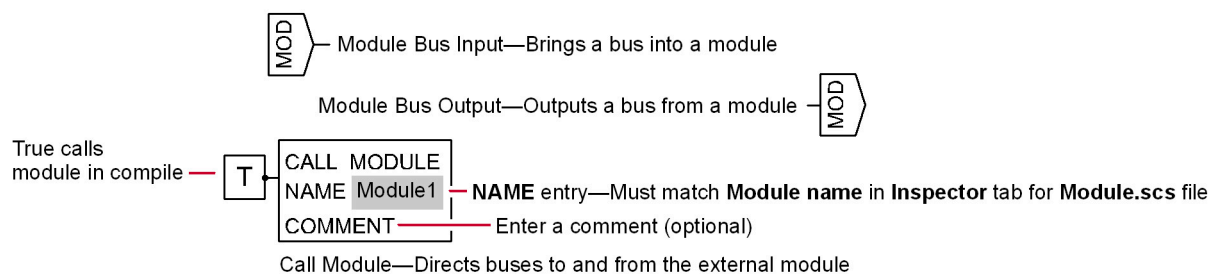 MOD Module Bus Input—Brings a bus into a module
Module Bus Output—Outputs a bus from a module MOD
True calls
module in compile
T
CALL MODULE
NAME Module1
NAME entry—Must match Module name in Inspector tab for Module.scs file
COMMENT
Enter a comment (optional)
Call Module—Directs buses to and from the external module